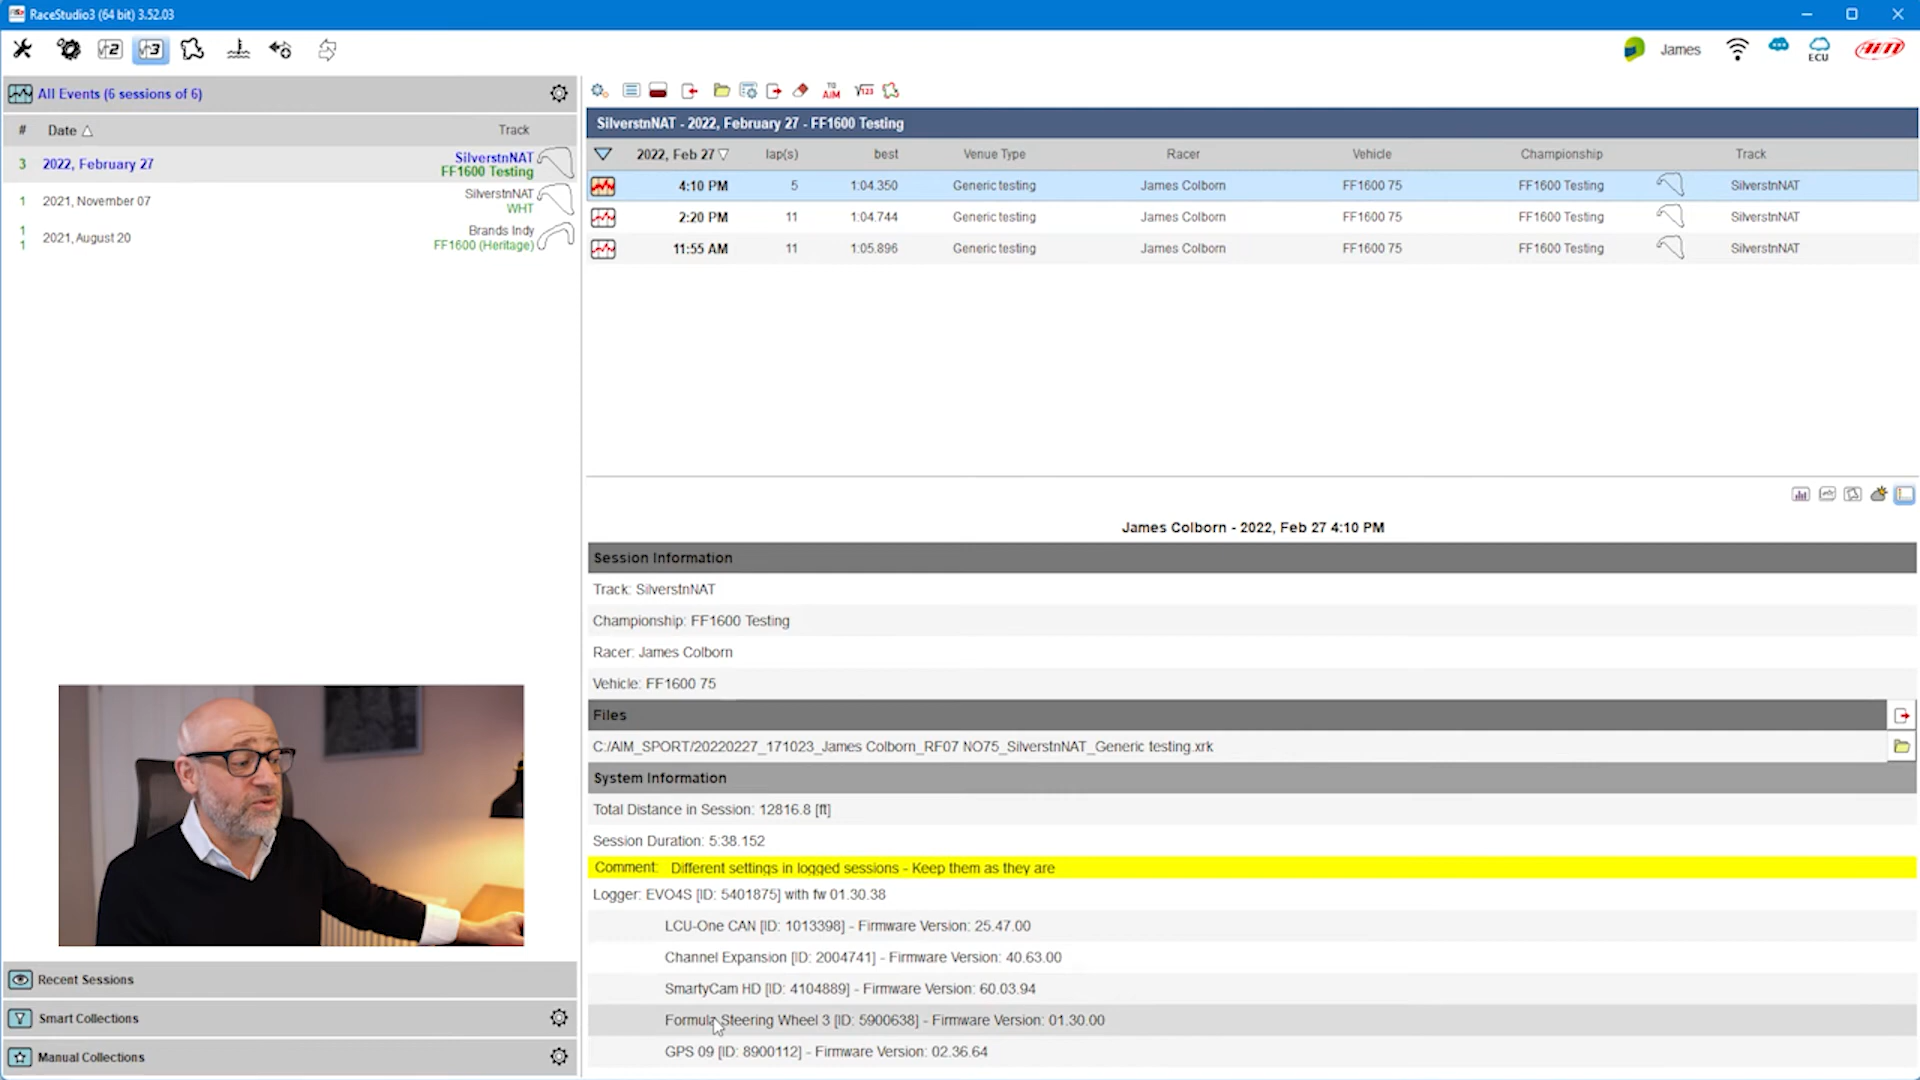 RaceStudio3 (64 bit) 3.52.03
2 3 James ECU AiM
All Events (6 sessions of 6)
# Date Track
3 2022, February 27 SilverstnNAT
FF1600 Testing
1 2021, November 07 SilverstnNAT
WHT
1 2021, August 20 Brands Indy
1 FF1600 (Heritage)
TO AiM √123
SilverstnNAT - 2022, February 27 - FF1600 Testing
2022, Feb 27 lap(s) best Venue Type Racer Vehicle Championship Track
4:10 PM 5 1:04.350 Generic testing James Colborn FF1600 75 FF1600 Testing SilverstnNAT
2:20 PM 11 1:04.744 Generic testing James Colborn FF1600 75 FF1600 Testing SilverstnNAT
11:55 AM 11 1:05.896 Generic testing James Colborn FF1600 75 FF1600 Testing SilverstnNAT
James Colborn - 2022, Feb 27 4:10 PM
Session Information
Track: SilverstnNAT
Championship: FF1600 Testing
Racer: James Colborn
Vehicle: FF1600 75
Files
C:/AIM_SPORT/20220227_171023_James Colborn_RF07 NO75_SilverstnNAT_Generic testing.xrk
System Information
Total Distance in Session: 12816.8 [ft]
Session Duration: 5:38.152
Comment: Different settings in logged sessions - Keep them as they are
Logger: EVO4S [ID: 5401875] with fw 01.30.38
LCU-One CAN [ID: 1013398] - Firmware Version: 25.47.00
Channel Expansion [ID: 2004741] - Firmware Version: 40.63.00
SmartyCam HD [ID: 4104889] - Firmware Version: 60.03.94
Formula Steering Wheel 3 [ID: 5900638] - Firmware Version: 01.30.00
GPS 09 [ID: 8900112] - Firmware Version: 02.36.64
Recent Sessions
Smart Collections
Manual Collections